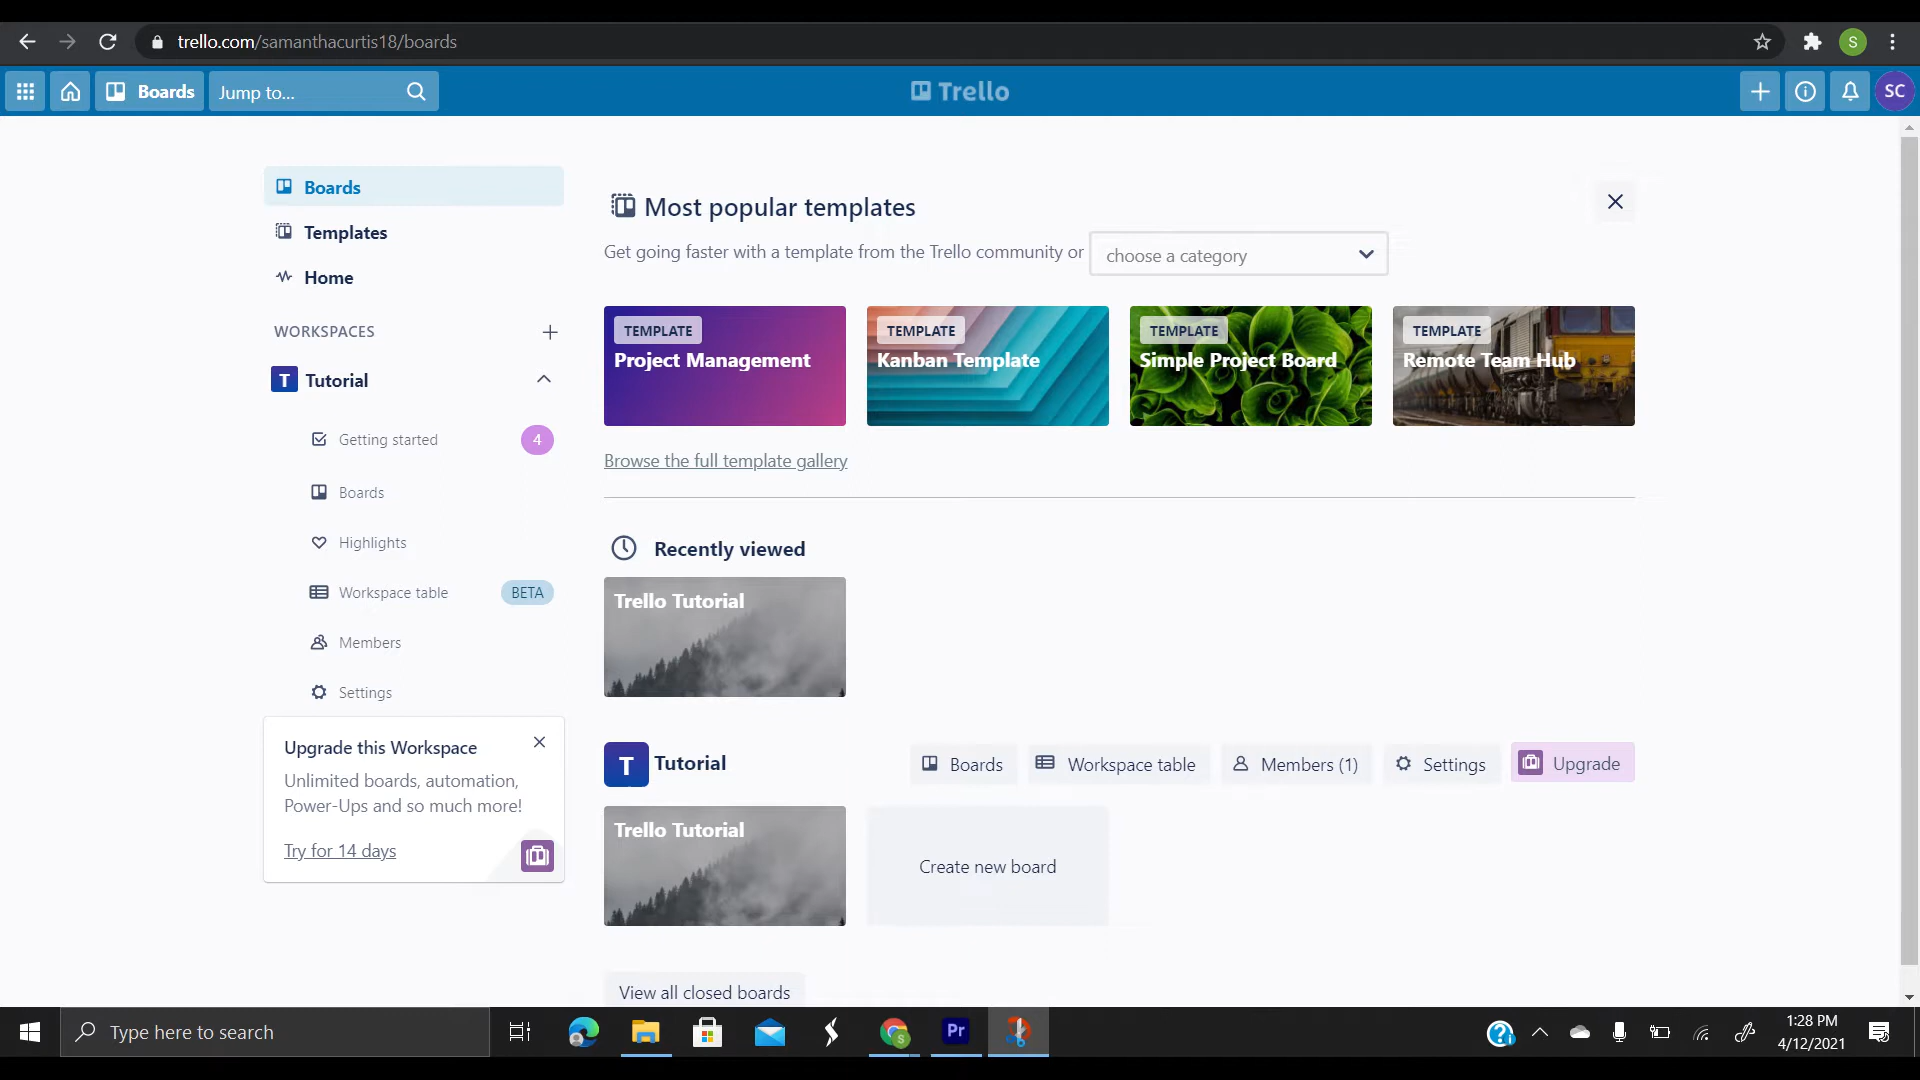 trello.com/samanthacurtis18/boards
S
Boards
Jump to...
Trello
SC
Boards
Templates
Home
WORKSPACES
T Tutorial
Getting started 4
Boards
Highlights
Workspace table BETA
Members
Settings
Upgrade this Workspace
Unlimited boards, automation,
Power-Ups and so much more!
Try for 14 days
Most popular templates
Get going faster with a template from the Trello community or choose a category
TEMPLATE
Project Management
TEMPLATE
Kanban Template
TEMPLATE
Simple Project Board
TEMPLATE
Remote Team Hub
Browse the full template gallery
Recently viewed
Trello Tutorial
T Tutorial
Boards
Workspace table
Members (1)
Settings
Upgrade
Trello Tutorial
Create new board
View all closed boards
Type here to search
S
Pr
1:28 PM
4/12/2021